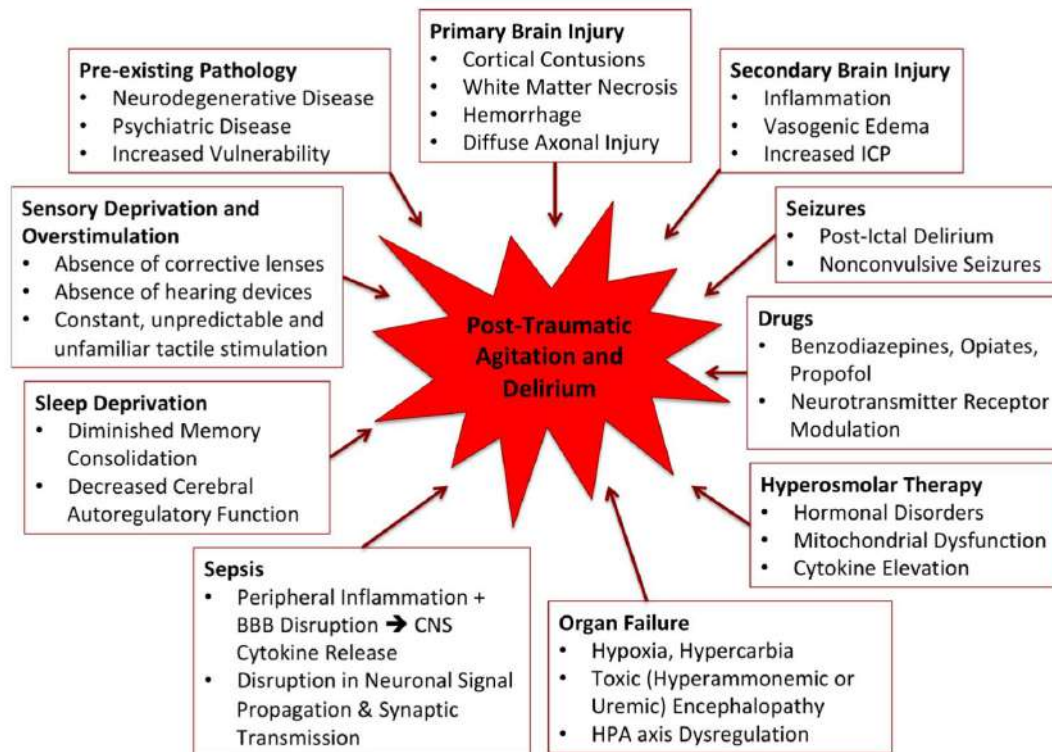 Primary Brain Injury
• Cortical Contusions
• White Matter Necrosis
• Hemorrhage
• Diffuse Axonal Injury
Pre-existing Pathology
• Neurodegenerative Disease
• Psychiatric Disease
• Increased Vulnerability
Secondary Brain Injury
• Inflammation
• Vasogenic Edema
• Increased ICP
Sensory Deprivation and
Overstimulation
• Absence of corrective lenses
• Absence of hearing devices
• Constant, unpredictable and
unfamiliar tactile stimulation
Seizures
• Post-Ictal Delirium
• Nonconvulsive Seizures
Post-Traumatic
Agitation and
Delirium
Drugs
• Benzodiazepines, Opiates,
Propofol
• Neurotransmitter Receptor
Modulation
Sleep Deprivation
• Diminished Memory
Consolidation
• Decreased Cerebral
Autoregulatory Function
Hyperosmolar Therapy
• Hormonal Disorders
• Mitochondrial Dysfunction
• Cytokine Elevation
Sepsis
• Peripheral Inflammation +
BBB Disruption ➔ CNS
Cytokine Release
• Disruption in Neuronal Signal
Propagation & Synaptic
Transmission
Organ Failure
• Hypoxia, Hypercarbia
• Toxic (Hyperammonemic or
Uremic) Encephalopathy
• HPA axis Dysregulation